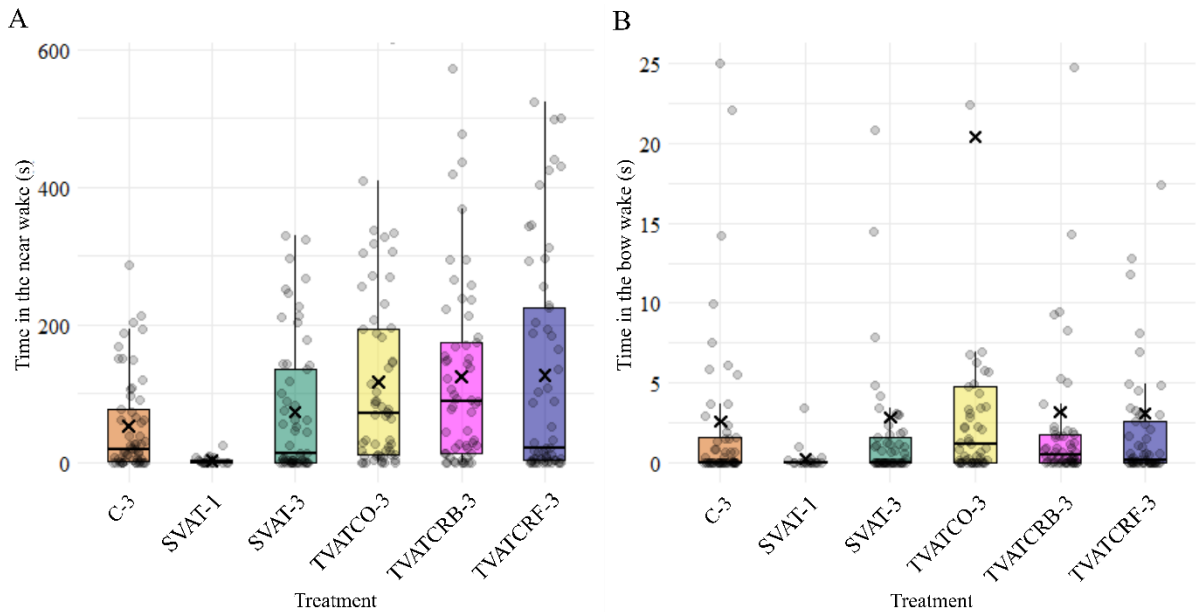 A
Time in the near wake (s)
600
400
200
0
C-3
SVAT-1
SVAT-3
TVATCO-3
TVATCRB-3
TVATCRF-3
Treatment
B
Time in the bow wake (s)
25
20
15
10
5
0
C-3
SVAT-1
SVAT-3
TVATCO-3
TVATCRB-3
TVATCRF-3
Treatment